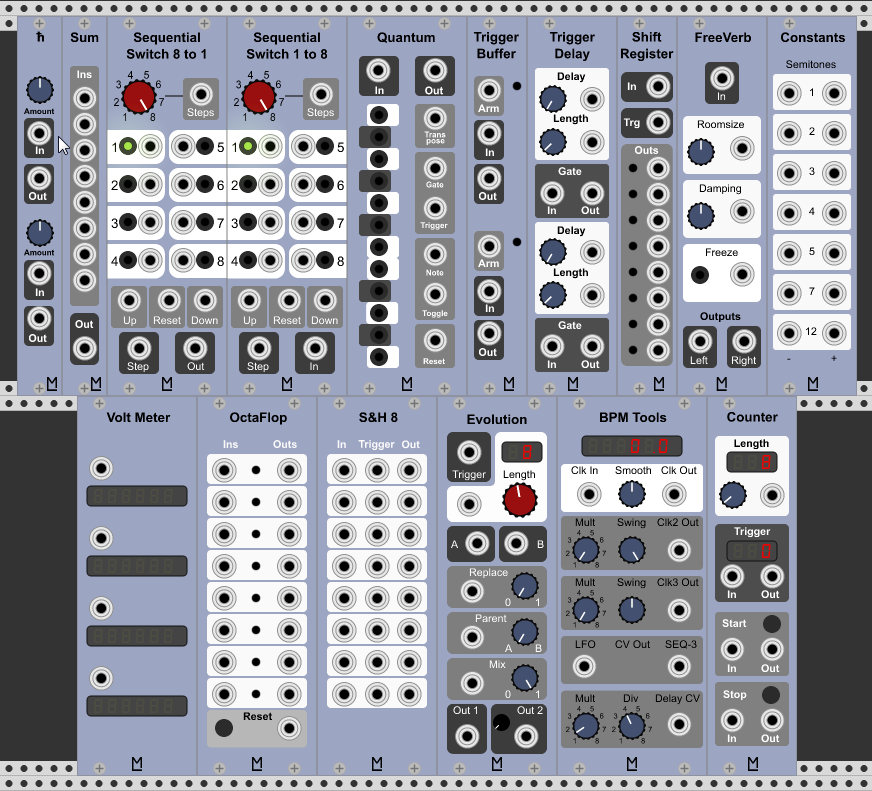 ħ
Amount
In
Out
Amount
In
Out
Sum
Ins
Out
Sequential
Switch 8 to 1
3 4 5 6
2 7
1 8
Steps
1 5
2 6
3 7
4 8
Up Reset Down
Step Out
Sequential
Switch 1 to 8
3 4 5 6
2 7
1 8
Steps
1 5
2 6
3 7
4 8
Up Reset Down
Step In
Quantum
In Out
Trans
pose
Gate
Trigger
Note
Toggle
Reset
Trigger
Buffer
Arm
In
Out
Arm
In
Out
Trigger
Delay
Delay
Length
Gate
In Out
Delay
Length
Gate
In Out
Shift
Register
In
Trg
Outs
FreeVerb
In
Roomsize
Damping
Freeze
Outputs
Left Right
Constants
Semitones
1
2
3
4
5
7
12
- +
Volt Meter
OctaFlop
Ins Outs
Reset
S&H 8
In Trigger Out
Evolution
Trigger
8
Length
A B
Replace
0 1
Parent
A B
Mix
0 1
Out 1 Out 2
BPM Tools
0 0
Clk In Smooth Clk Out
Mult Swing Clk2 Out
3 4 5 6
2 7
1 8
Mult Swing Clk3 Out
3 4 5 6
2 7
1 8
LFO CV Out SEQ-3
Mult Div Delay CV
3 4 5 6 3 4 5 6
2 7 2 7
1 8 1 8
Counter
Length
8
Trigger
0
In Out
Start
In Out
Stop
In Out